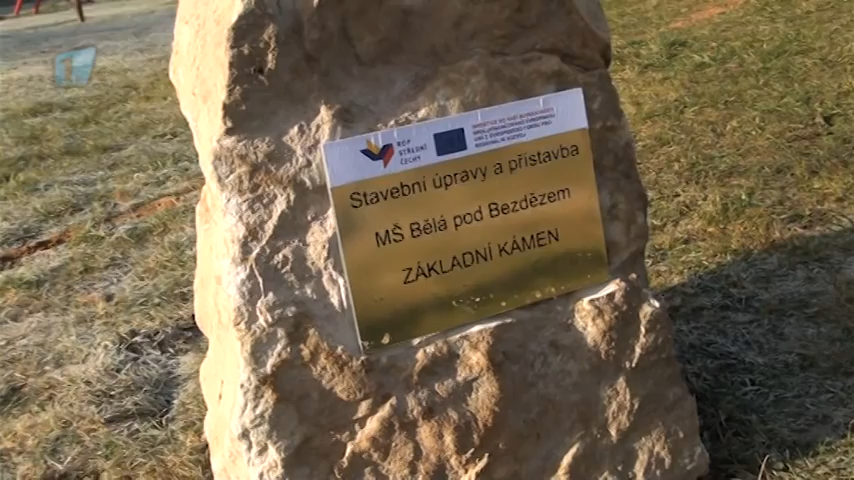 ROP
STŘEDNÍ
ČECHY
Stavební úpravy a přístavba
MŠ Bělá pod Bezdězem
ZÁKLADNÍ KÁMEN